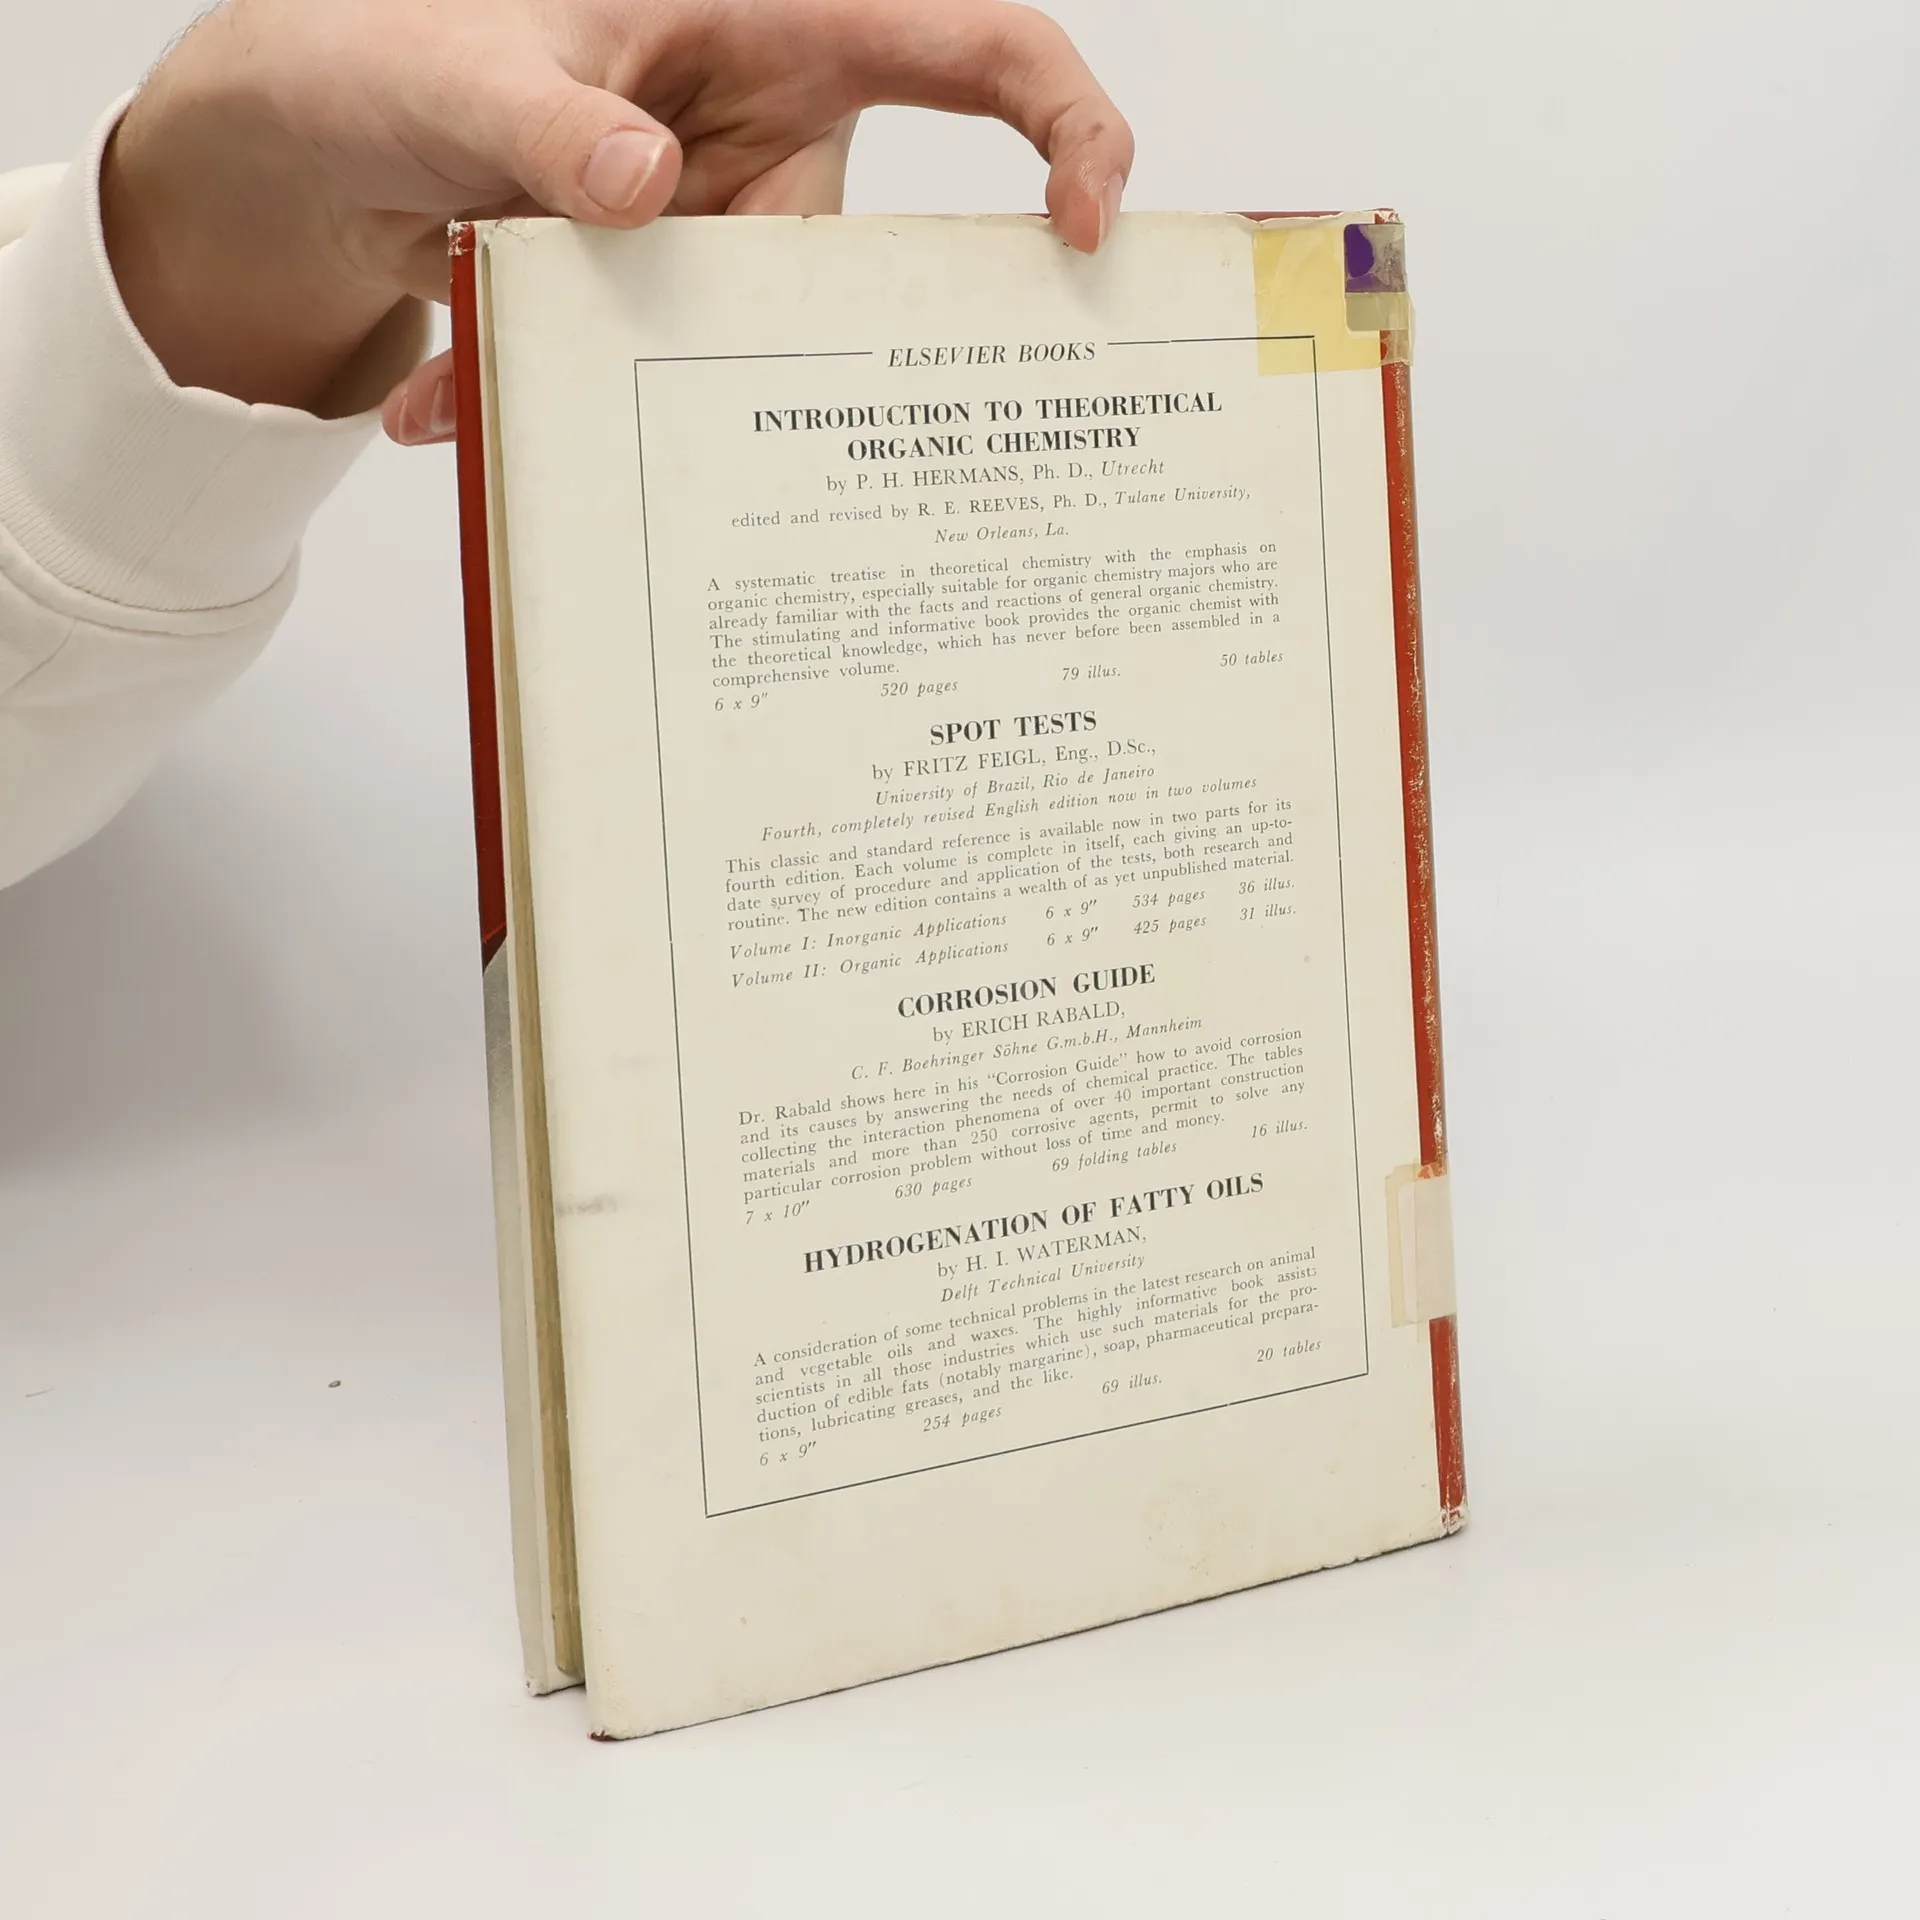 ELSEVIER BOOKS
INTRODUCTION TO THEORETICAL
ORGANIC CHEMISTRY
by P. H. HERMANS, Ph. D., Utrecht
edited and revised by R. E. REEVES, Ph. D., Tulane University,
New Orleans, La.
A systematic treatise in theoretical chemistry with the emphasis on
organic chemistry, especially suitable for organic chemistry majors who are
already familiar with the facts and reactions of general organic chemistry.
The stimulating and informative book provides the organic chemist with
the theoretical knowledge, which has never before been assembled in a
comprehensive volume.
6 x 9" 520 pages 79 illus. 50 tables
SPOT TESTS
by FRITZ FEIGL, Eng., D.Sc.,
University of Brazil, Rio de Janeiro
Fourth, completely revised English edition now in two volumes
This classic and standard reference is available now in two parts for its
fourth edition. Each volume is complete in itself, each giving an up-to-
date survey of procedure and application of the tests, both research and
routine. The new edition contains a wealth of as yet unpublished material.
Volume I: Inorganic Applications 6 x 9" 534 pages 36 illus.
Volume II: Organic Applications 6 x 9" 425 pages 31 illus.
CORROSION GUIDE
by ERICH RABALD,
C. F. Boehringer Söhne G.m.b.H., Mannheim
Dr. Rabald shows here in his "Corrosion Guide" how to avoid corrosion
and its causes by answering the needs of chemical practice. The tables
collecting the interaction phenomena of over 40 important construction
materials and more than 250 corrosive agents, permit to solve any
particular corrosion problem without loss of time and money.
7 x 10" 630 pages 69 folding tables 16 illus.
HYDROGENATION OF FATTY OILS
by H. I. WATERMAN,
Delft Technical University
A consideration of some technical problems in the latest research on animal
and vegetable oils and waxes. The highly informative book assists
scientists in all those industries which use such materials for the pro-
duction of edible fats (notably margarine), soap, pharmaceutical prepara-
tions, lubricating greases, and the like.
6 x 9" 254 pages 69 illus. 20 tables